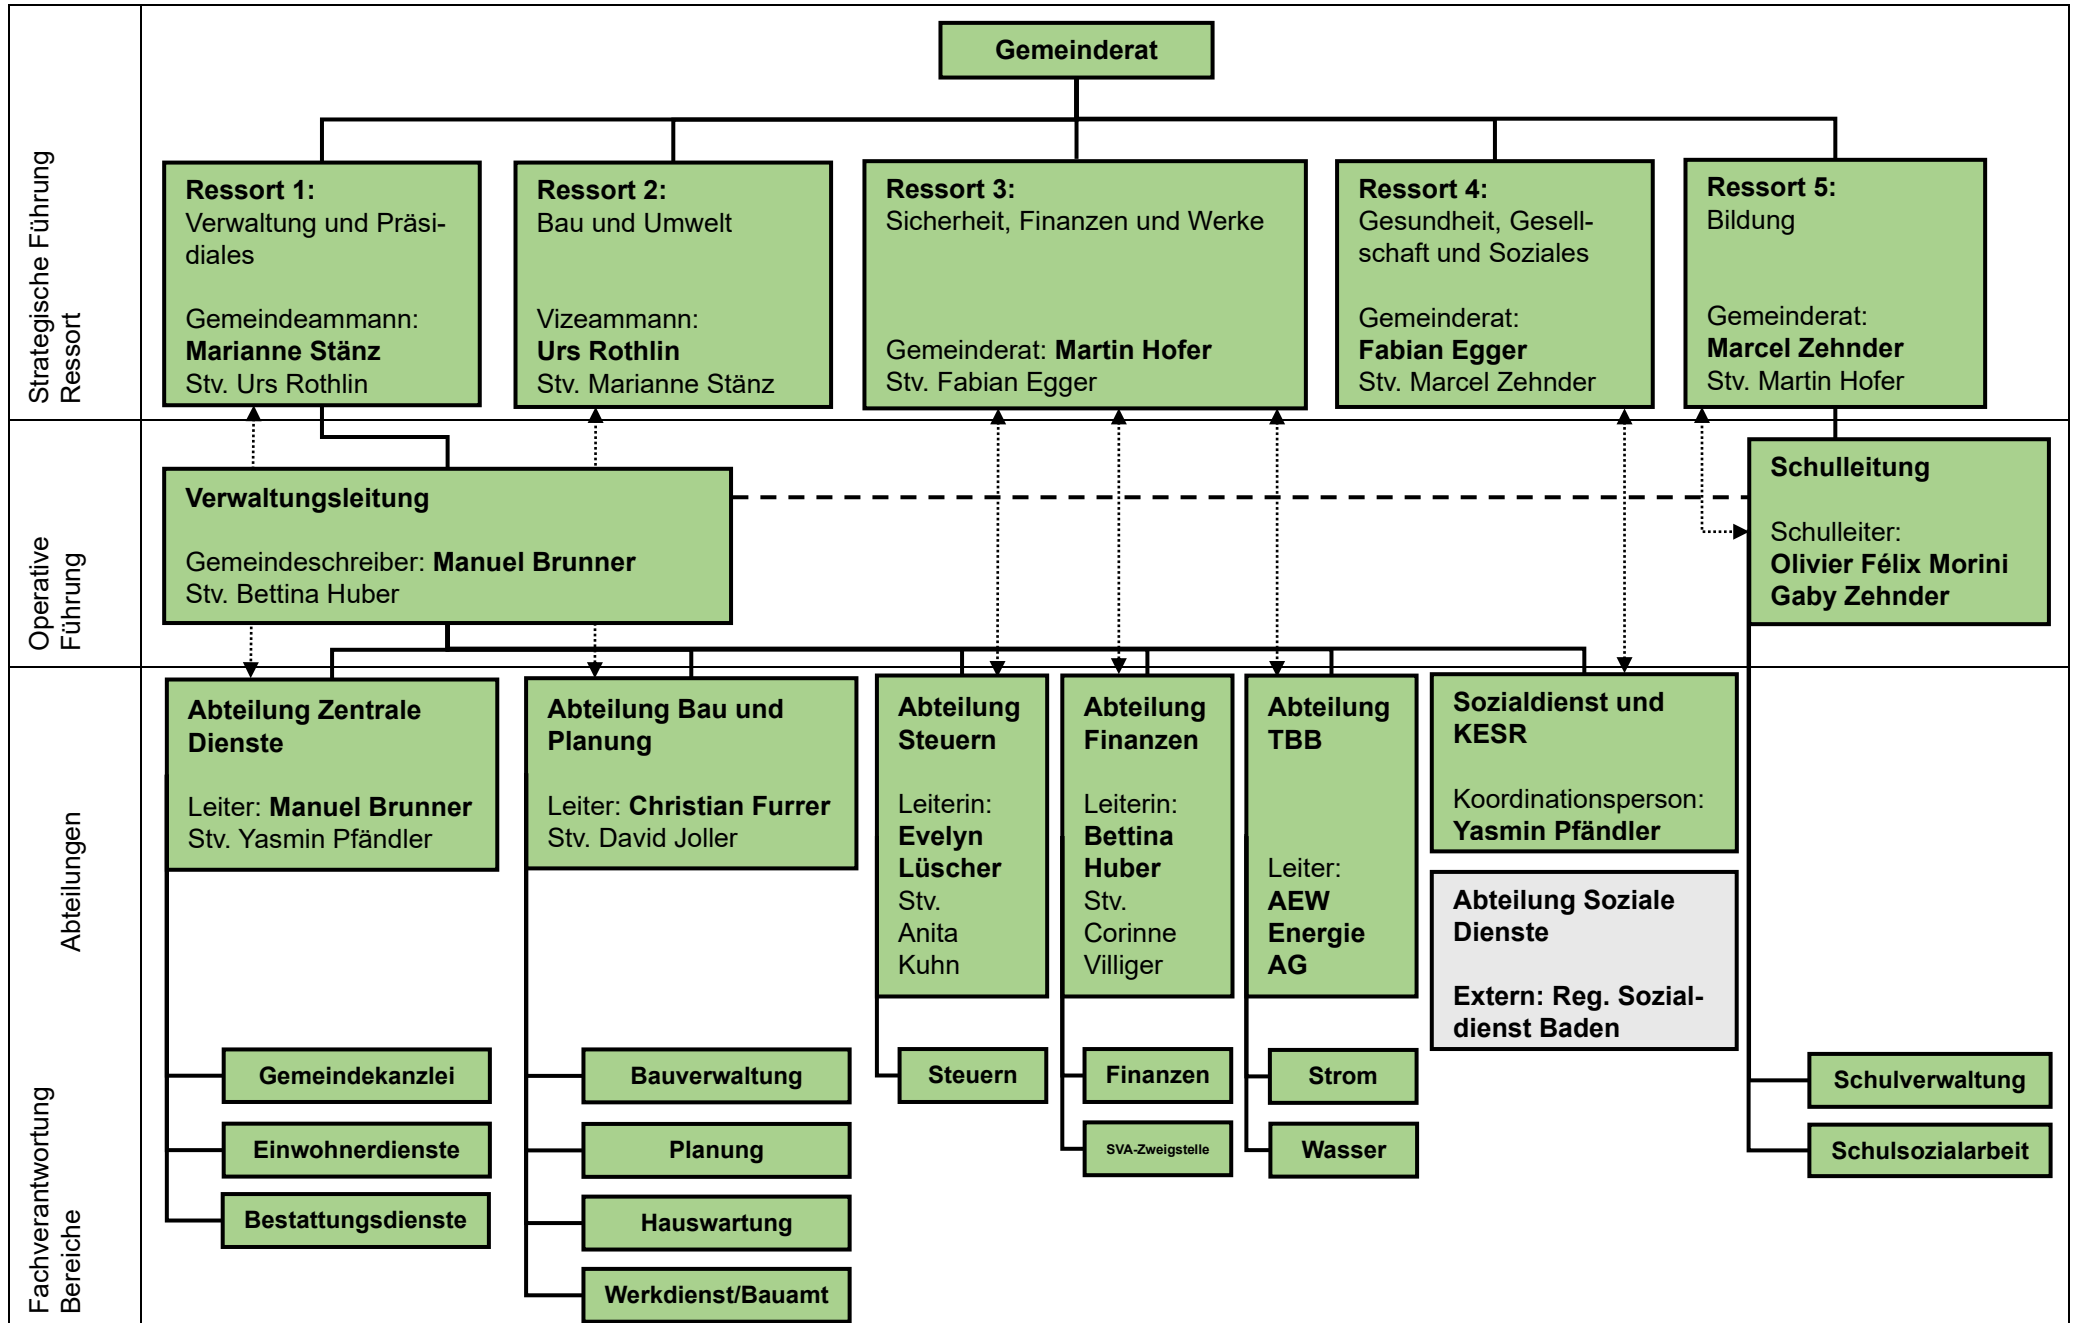 Gemeinderat
Strategische Führung
Ressort
Ressort 1:
Verwaltung und Präsi-
diales
Gemeindeammann:
Marianne Stänz
Stv. Urs Rothlin
Ressort 2:
Bau und Umwelt
Vizeammann:
Urs Rothlin
Stv. Marianne Stänz
Ressort 3:
Sicherheit, Finanzen und Werke
Gemeinderat: Martin Hofer
Stv. Fabian Egger
Ressort 4:
Gesundheit, Gesell-
schaft und Soziales
Gemeinderat:
Fabian Egger
Stv. Marcel Zehnder
Ressort 5:
Bildung
Gemeinderat:
Marcel Zehnder
Stv. Martin Hofer
Operative
Führung
Verwaltungsleitung
Gemeindeschreiber: Manuel Brunner
Stv. Bettina Huber
Schulleitung
Schulleiter:
Olivier Félix Morini
Gaby Zehnder
Abteilungen
Abteilung Zentrale
Dienste
Leiter: Manuel Brunner
Stv. Yasmin Pfändler
Abteilung Bau und
Planung
Leiter: Christian Furrer
Stv. David Joller
Abteilung
Steuern
Leiterin:
Evelyn
Lüscher
Stv.
Anita
Kuhn
Abteilung
Finanzen
Leiterin:
Bettina
Huber
Stv.
Corinne
Villiger
Abteilung
TBB
Leiter:
AEW
Energie
AG
Sozialdienst und
KESR
Koordinationsperson:
Yasmin Pfändler
Abteilung Soziale
Dienste
Extern: Reg. Sozial-
dienst Baden
Fachverantwortung
Bereiche
Gemeindekanzlei
Einwohnerdienste
Bestattungsdienste
Bauverwaltung
Planung
Hauswartung
Werkdienst/Bauamt
Steuern
Finanzen
SVA-Zweigstelle
Strom
Wasser
Schulverwaltung
Schulsozialarbeit